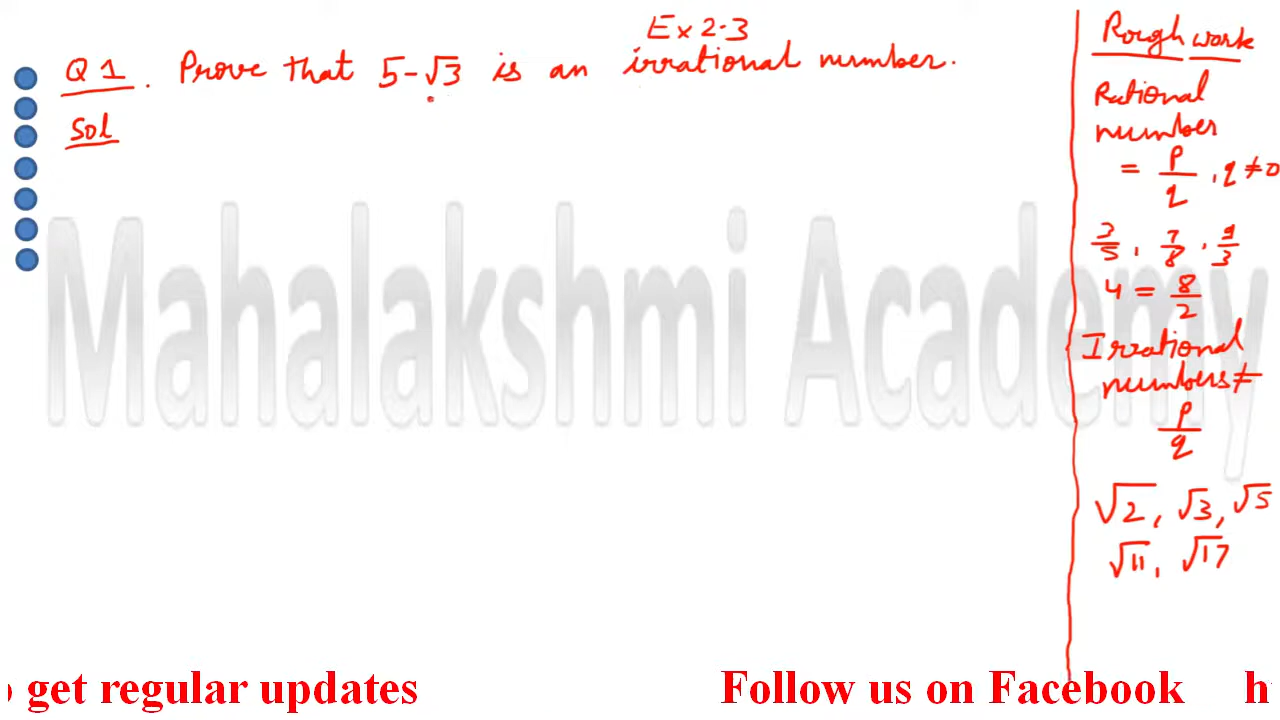 Ex 2.3
Q 1. Prove that 5 - √3 is an irrational number.
Sol
Rough work
Rational
number
= p/q, q ≠ 0
3/5, 7/8, 9/3
4 = 8/2
Irrational
numbers ≠
p/q
√2, √3, √5
√11, √17
Mahalakshmi Academy
get regular updates
Follow us on Facebook